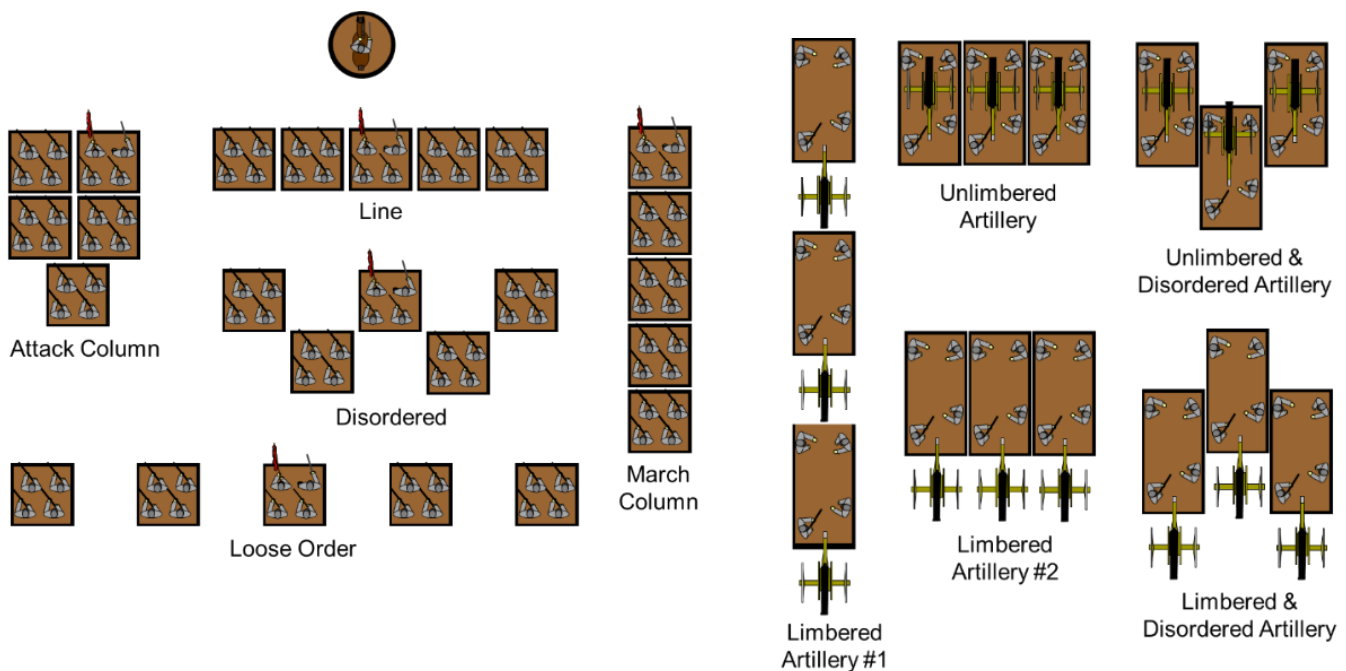 Attack Column
Line
Disordered
Loose Order
March
Column
Limbered
Artillery #1
Unlimbered
Artillery
Unlimbered &
Disordered Artillery
Limbered
Artillery #2
Limbered &
Disordered Artillery